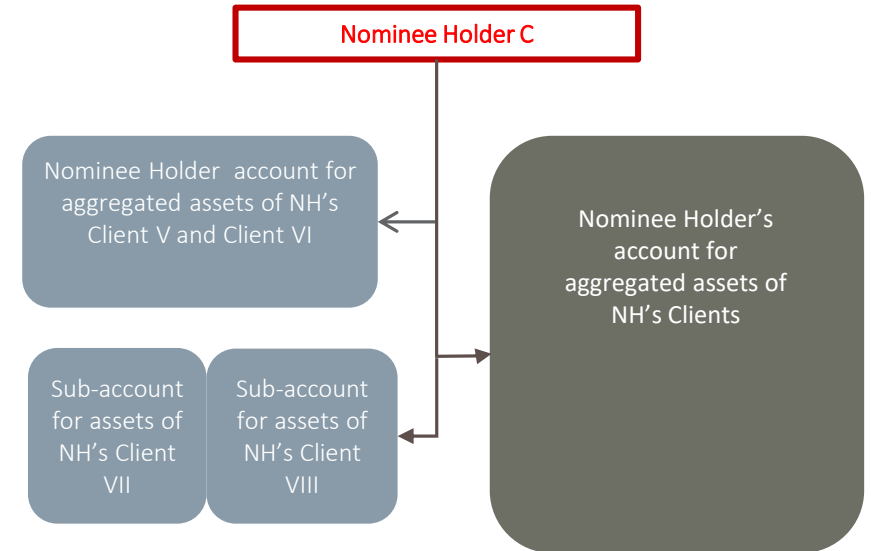 Nominee Holder C
Nominee Holder account for
aggregated assets of NH's
Client V and Client VI
Nominee Holder's
account for
aggregated assets of
NH's Clients
Sub-account
for assets of
NH's Client
VII
Sub-account
for assets of
NH's Client
VIII